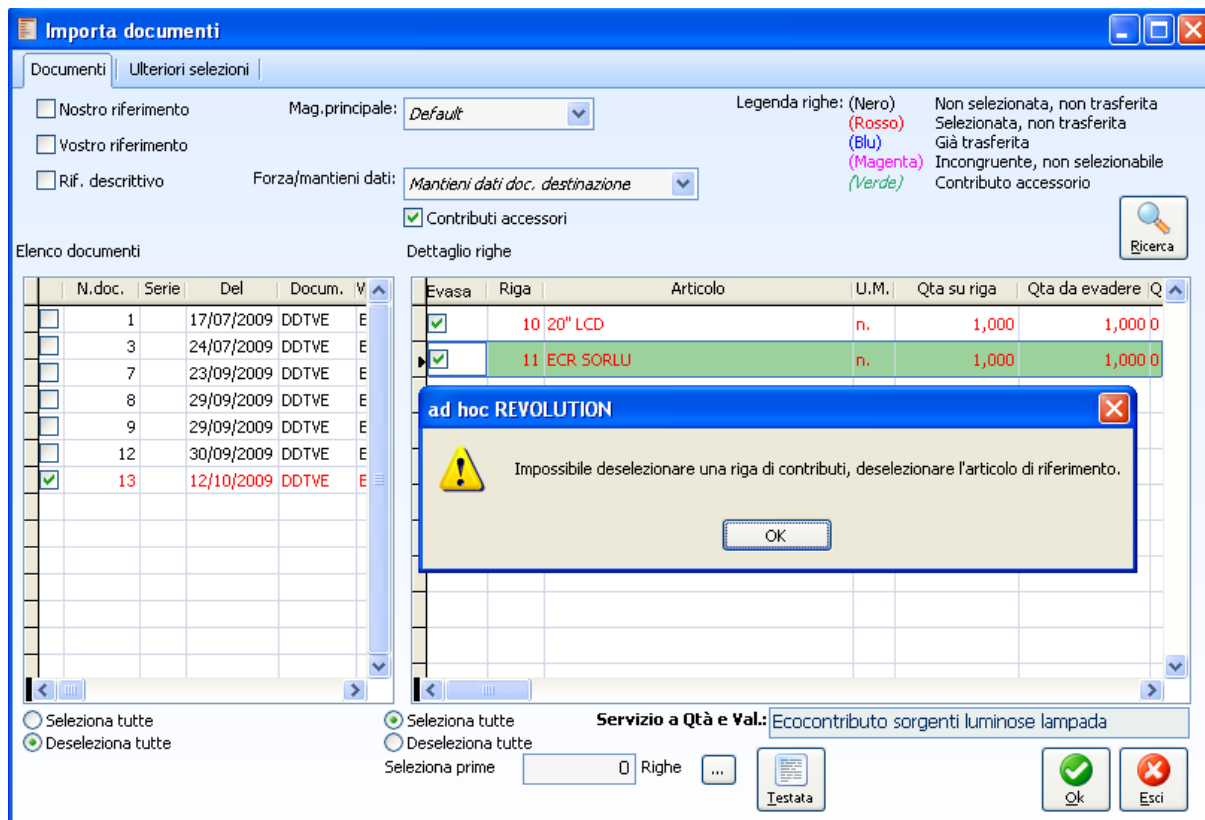 Importa documenti
Documenti Ulteriori selezioni
Nostro riferimento Mag.principale: Default Legenda righe: (Nero) Non selezionata, non trasferita
(Rosso) Selezionata, non trasferita
Vostro riferimento (Blu) Già trasferita
(Magenta) Incongruente, non selezionabile
Rif. descrittivo Forza/mantieni dati: Mantieni dati doc. destinazione (Verde) Contributo accessorio
Contributi accessori
Ricerca
Elenco documenti Dettaglio righe
N.doc. Serie Del Docum. V Evasa Riga Articolo U.M. Qta su riga Qta da evadere Q
1 17/07/2009 DDTVE E 10 20" LCD n. 1,000 1,000 0
3 24/07/2009 DDTVE E
7 23/09/2009 DDTVE E 11 ECR SORLU n. 1,000 1,000 0
8 29/09/2009 DDTVE E
9 29/09/2009 DDTVE E
12 30/09/2009 DDTVE E
13 12/10/2009 DDTVE E
ad hoc REVOLUTION
Impossibile deselezionare una riga di contributi, deselezionare l'articolo di riferimento.
OK
Seleziona tutte Seleziona tutte Servizio a Qtà e Val.: Ecocontributo sorgenti luminose lampada
Deseleziona tutte Deseleziona tutte
Seleziona prime 0 Righe ...
Testata Ok Esci